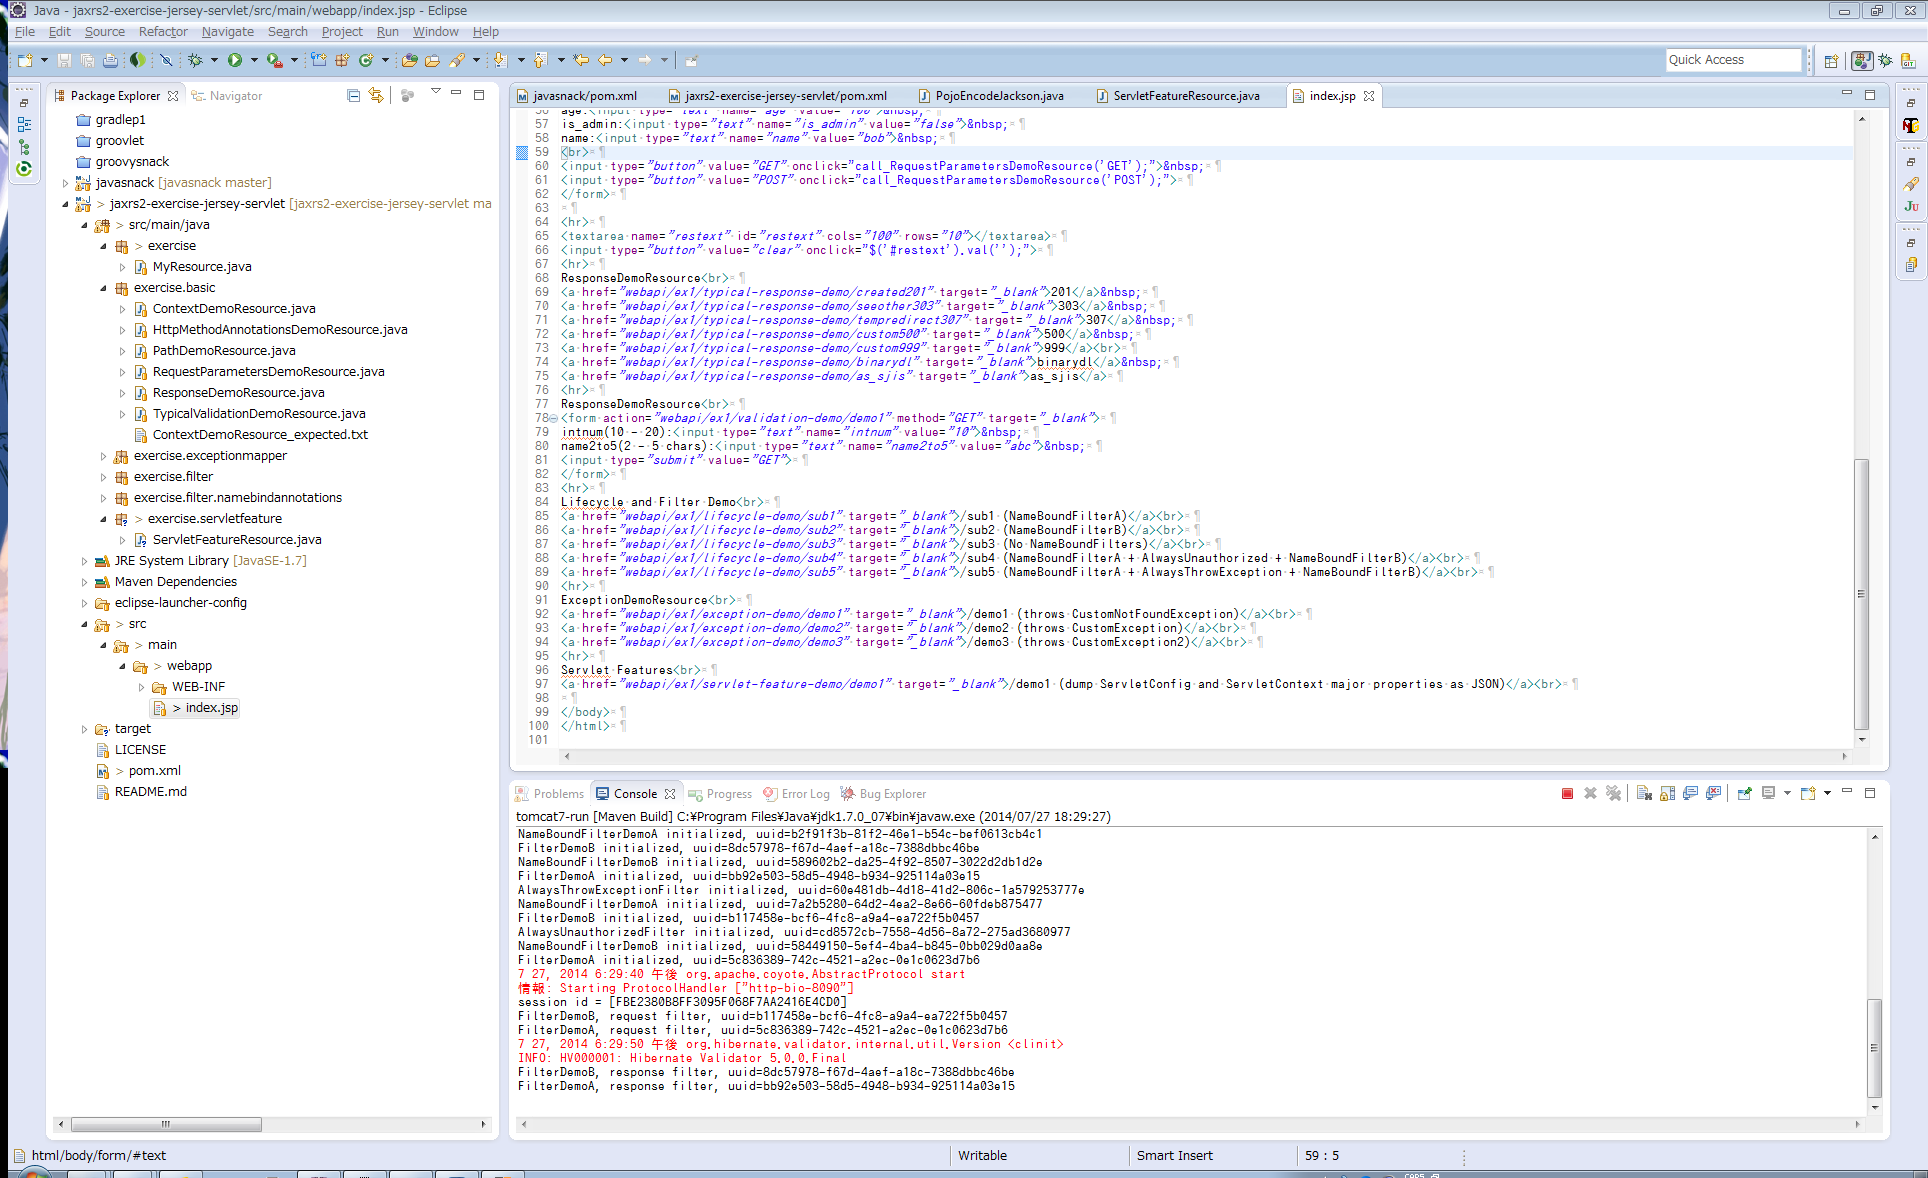 Java - jaxrs2-exercise-jersey-servlet/src/main/webapp/index.jsp - Eclipse
File Edit Source Refactor Navigate Search Project Run Window Help
Quick Access
Package Explorer Navigator
gradlep1
groovlet
groovysnack
javasnack [javasnack master]
> jaxrs2-exercise-jersey-servlet [jaxrs2-exercise-jersey-servlet ma
> src/main/java
> exercise
MyResource.java
exercise.basic
ContextDemoResource.java
HttpMethodAnnotationsDemoResource.java
PathDemoResource.java
RequestParametersDemoResource.java
ResponseDemoResource.java
TypicalValidationDemoResource.java
ContextDemoResource_expected.txt
exercise.exceptionmapper
exercise.filter
exercise.filter.namebindannotations
> exercise.servletfeature
ServletFeatureResource.java
JRE System Library [JavaSE-1.7]
Maven Dependencies
eclipse-launcher-config
> src
> main
> webapp
WEB-INF
> index.jsp
target
LICENSE
> pom.xml
README.md
javasnack/pom.xml jaxrs2-exercise-jersey-servlet/pom.xml PojoEncodeJackson.java ServletFeatureResource.java index.jsp
56 age:<input type="text" name="age" value="100">&nbsp;
57 is_admin:<input type="text" name="is_admin" value="false">&nbsp;
58 name:<input type="text" name="name" value="bob">&nbsp;
59 <br>
60 <input type="button" value="GET" onclick="call_RequestParametersDemoResource('GET');">&nbsp;
61 <input type="button" value="POST" onclick="call_RequestParametersDemoResource('POST');">
62 </form>
63
64 <hr>
65 <textarea name="restext" id="restext" cols="100" rows="10"></textarea>
66 <input type="button" value="clear" onclick="$('#restext').val('');">
67 <hr>
68 ResponseDemoResource<br>
69 <a href="webapi/ex1/typical-response-demo/created201" target="_blank">201</a>&nbsp;
70 <a href="webapi/ex1/typical-response-demo/seeother303" target="_blank">303</a>&nbsp;
71 <a href="webapi/ex1/typical-response-demo/tempredirect307" target="_blank">307</a>&nbsp;
72 <a href="webapi/ex1/typical-response-demo/custom500" target="_blank">500</a>&nbsp;
73 <a href="webapi/ex1/typical-response-demo/custom999" target="_blank">999</a><br>
74 <a href="webapi/ex1/typical-response-demo/binarydl" target="_blank">binarydl</a>&nbsp;
75 <a href="webapi/ex1/typical-response-demo/as_sjis" target="_blank">as_sjis</a>
76 <hr>
77 ResponseDemoResource<br>
78 <form action="webapi/ex1/validation-demo/demo1" method="GET" target="_blank">
79 intnum(10 - 20):<input type="text" name="intnum" value="10">&nbsp;
80 name2to5(2 - 5 chars):<input type="text" name="name2to5" value="abc">&nbsp;
81 <input type="submit" value="GET">
82 </form>
83 <hr>
84 Lifecycle and Filter Demo<br>
85 <a href="webapi/ex1/lifecycle-demo/sub1" target="_blank">/sub1 (NameBoundFilterA)</a><br>
86 <a href="webapi/ex1/lifecycle-demo/sub2" target="_blank">/sub2 (NameBoundFilterB)</a><br>
87 <a href="webapi/ex1/lifecycle-demo/sub3" target="_blank">/sub3 (No NameBoundFilters)</a><br>
88 <a href="webapi/ex1/lifecycle-demo/sub4" target="_blank">/sub4 (NameBoundFilterA + AlwaysUnauthorized + NameBoundFilterB)</a><br>
89 <a href="webapi/ex1/lifecycle-demo/sub5" target="_blank">/sub5 (NameBoundFilterA + AlwaysThrowException + NameBoundFilterB)</a><br>
90 <hr>
91 ExceptionDemoResource<br>
92 <a href="webapi/ex1/exception-demo/demo1" target="_blank">/demo1 (throws CustomNotFoundException)</a><br>
93 <a href="webapi/ex1/exception-demo/demo2" target="_blank">/demo2 (throws CustomException)</a><br>
94 <a href="webapi/ex1/exception-demo/demo3" target="_blank">/demo3 (throws CustomException2)</a><br>
95 <hr>
96 Servlet Features<br>
97 <a href="webapi/ex1/servlet-feature-demo/demo1" target="_blank">/demo1 (dump ServletConfig and ServletContext major properties as JSON)</a><br>
98
99 </body>
100 </html>
101
Problems Console Progress Error Log Bug Explorer
tomcat7-run [Maven Build] C:¥Program Files¥Java¥jdk1.7.0_07¥bin¥javaw.exe (2014/07/27 18:29:27)
NameBoundFilterDemoA initialized, uuid=b2f91f3b-81f2-46e1-b54c-bef0613cb4c1
FilterDemoB initialized, uuid=8dc57978-f67d-4aef-a18c-7388dbbc46be
NameBoundFilterDemoB initialized, uuid=589602b2-da25-4f92-8507-3022d2db1d2e
FilterDemoA initialized, uuid=bb92e503-58d5-4948-b934-925114a03e15
AlwaysThrowExceptionFilter initialized, uuid=60e481db-4d18-41d2-806c-1a579253777e
NameBoundFilterDemoA initialized, uuid=7a2b5280-64d2-4ea2-8e66-60fdeb875477
FilterDemoB initialized, uuid=b117458e-bcf6-4fc8-a9a4-ea722f5b0457
AlwaysUnauthorizedFilter initialized, uuid=cd8572cb-7558-4d56-8a72-275ad3680977
NameBoundFilterDemoB initialized, uuid=58449150-5ef4-4ba4-b845-0bb029d0aa8e
FilterDemoA initialized, uuid=5c836389-742c-4521-a2ec-0e1c0623d7b6
7 27, 2014 6:29:40 午後 org.apache.coyote.AbstractProtocol start
情報: Starting ProtocolHandler ["http-bio-8090"]
session id = [FBE2380B8FF3095F068F7AA2416E4CD0]
FilterDemoB, request filter, uuid=b117458e-bcf6-4fc8-a9a4-ea722f5b0457
FilterDemoA, request filter, uuid=5c836389-742c-4521-a2ec-0e1c0623d7b6
7 27, 2014 6:29:50 午後 org.hibernate.validator.internal.util.Version <clinit>
INFO: HV000001: Hibernate Validator 5.0.0.Final
FilterDemoB, response filter, uuid=8dc57978-f67d-4aef-a18c-7388dbbc46be
FilterDemoA, response filter, uuid=bb92e503-58d5-4948-b934-925114a03e15
html/body/form/#text Writable Smart Insert 59 : 5